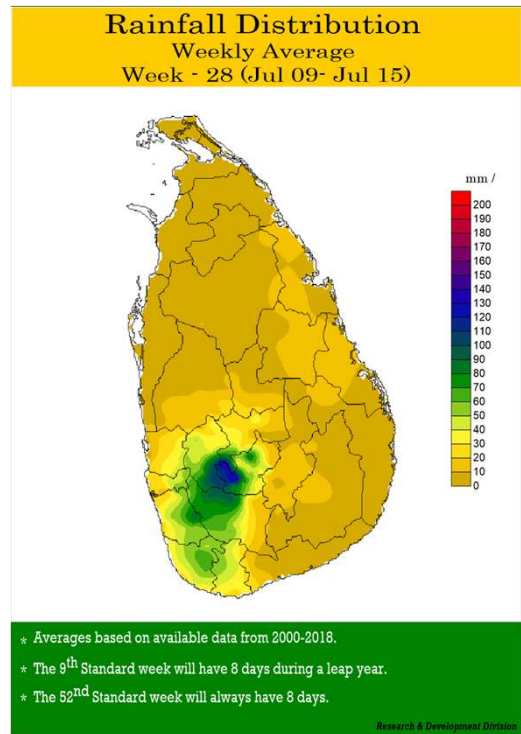 Rainfall Distribution
Weekly Average
Week - 28 (Jul 09- Jul 15)
mm /
200
190
180
170
160
150
140
130
120
110
100
90
80
70
60
50
40
30
20
10
0
* Averages based on available data from 2000-2018.
* The 9th Standard week will have 8 days during a leap year.
* The 52nd Standard week will always have 8 days.
Research & Development Division